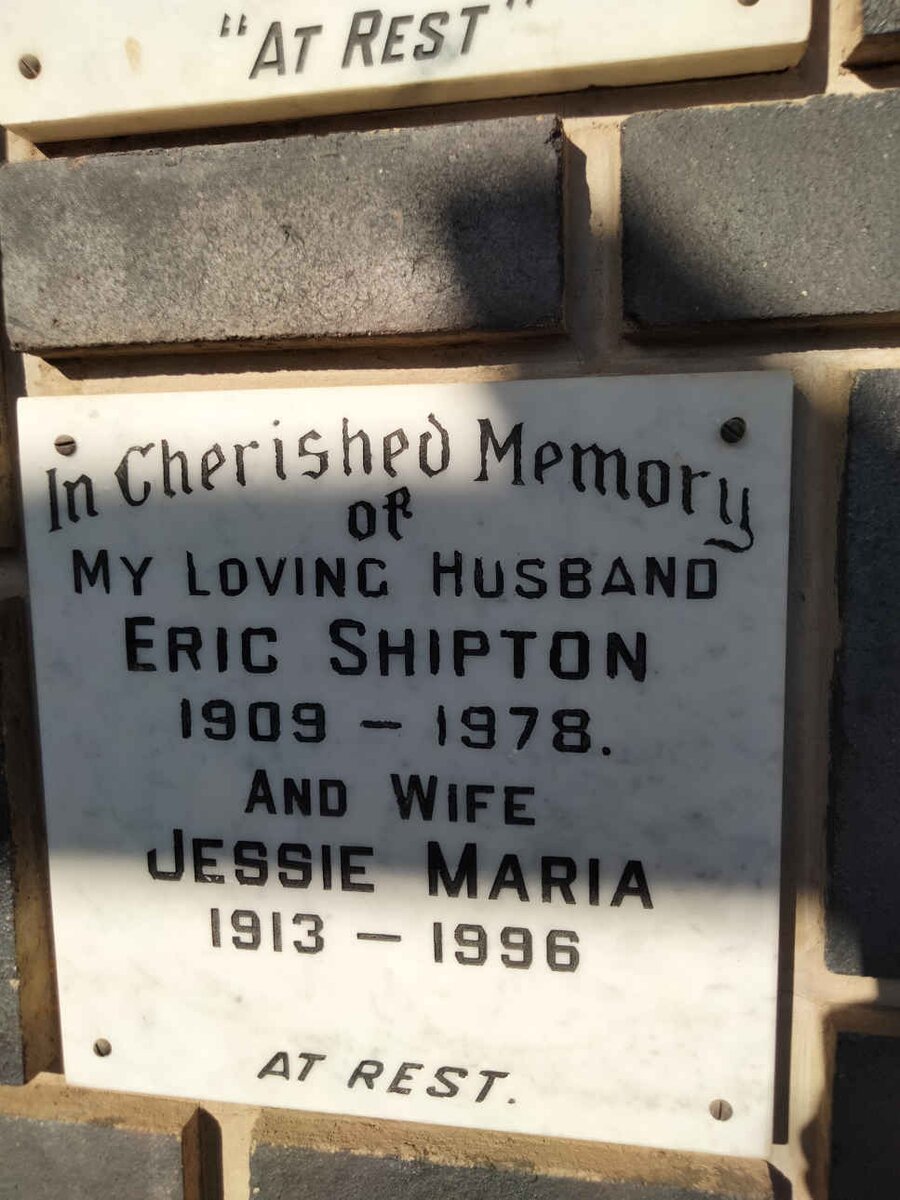 "AT REST"
In Cherished Memory
of
MY LOVING HUSBAND
ERIC SHIPTON
1909 – 1978.
AND WIFE
JESSIE MARIA
1913 – 1996
AT REST.